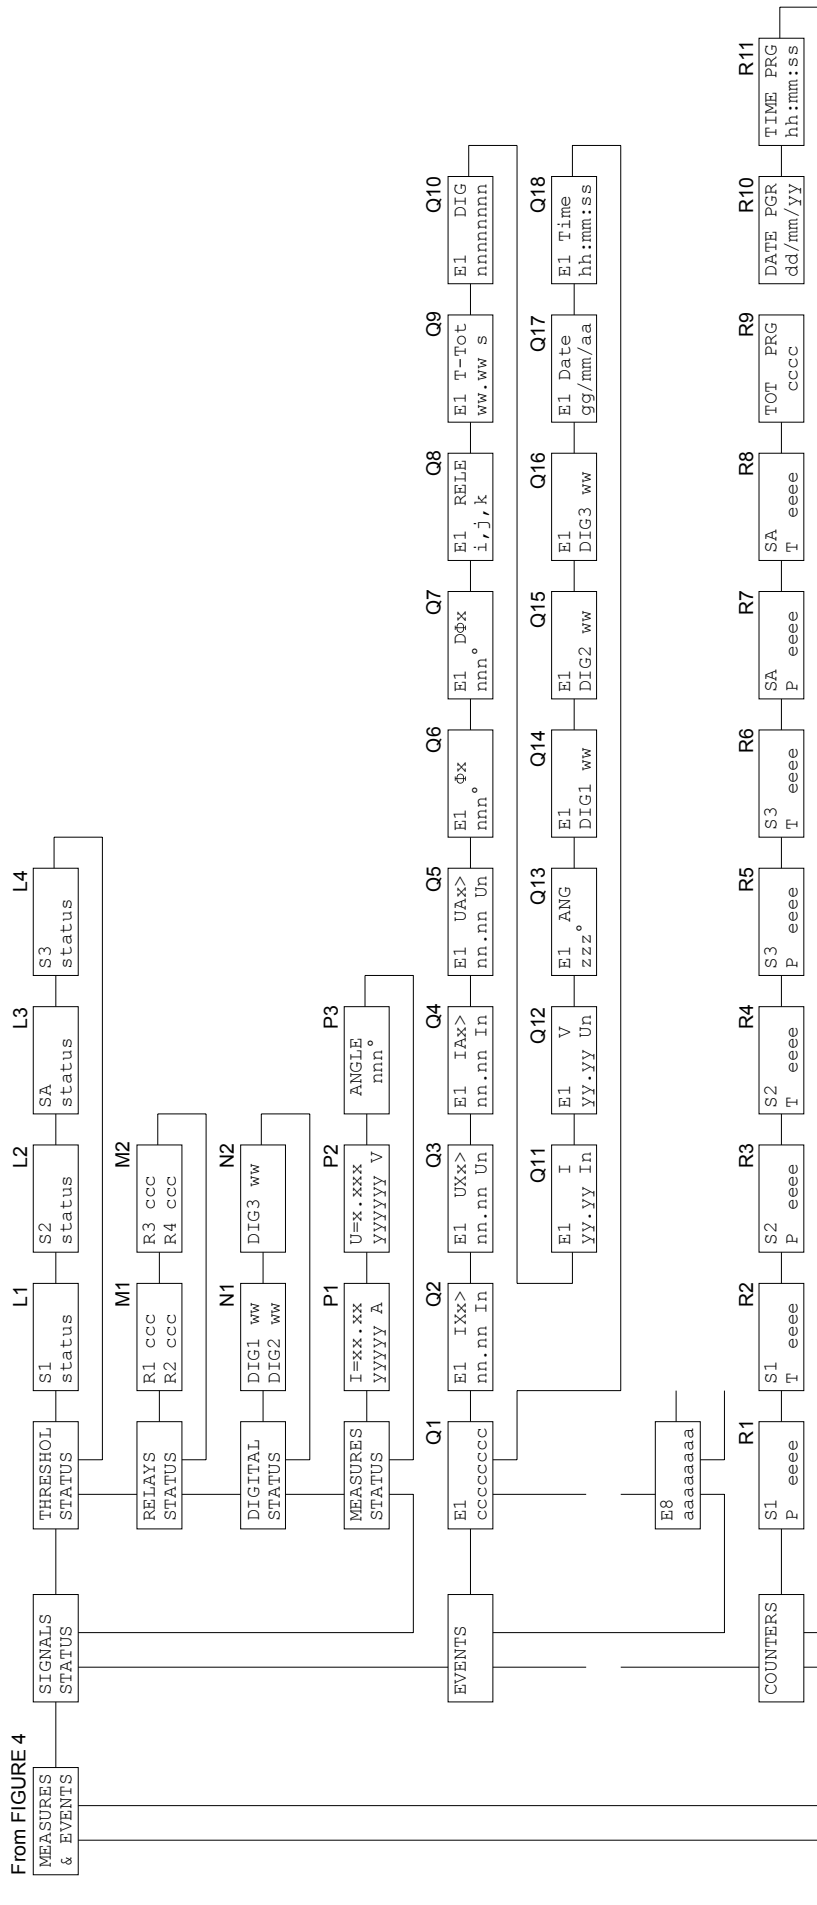 From FIGURE 4
MEASURES
& EVENTS
SIGNALS
STATUS
THRESHOL
STATUS
L1
S1
status
L2
S2
status
L3
SA
status
L4
S3
status
RELAYS
STATUS
M1
R1 ccc
R2 ccc
M2
R3 ccc
R4 ccc
DIGITAL
STATUS
N1
DIG1 ww
DIG2 ww
N2
DIG3 ww
MEASURES
STATUS
P1
I=xx.xx
yyyyy A
P2
U=x.xxx
yyyyyy V
P3
ANGLE
nnn°
EVENTS
Q1
E1
cccccccc
Q2
E1 IXx>
nn.nn In
Q3
E1 UXx>
nn.nn Un
Q4
E1 IAx>
nn.nn In
Q5
E1 UAx>
nn.nn Un
Q6
E1 Φx
nnn°
Q7
E1 DΦx
nnn°
Q8
E1 RELE
i,j,k
Q9
E1 T-Tot
ww.ww s
Q10
E1 DIG
nnnnnnnn
Q11
E1 I
yy.yy In
Q12
E1 V
yy.yy Un
Q13
E1 ANG
zzz°
Q14
E1
DIG1 ww
Q15
E1
DIG2 ww
Q16
E1
DIG3 ww
Q17
E1 Date
gg/mm/aa
Q18
E1 Time
hh:mm:ss
E8
aaaaaaaa
COUNTERS
R1
S1
P eeee
R2
S1
T eeee
R3
S2
P eeee
R4
S2
T eeee
R5
S3
P eeee
R6
S3
T eeee
R7
SA
P eeee
R8
SA
T eeee
R9
TOT PRG
cccc
R10
DATE PGR
dd/mm/yy
R11
TIME PRG
hh:mm:ss